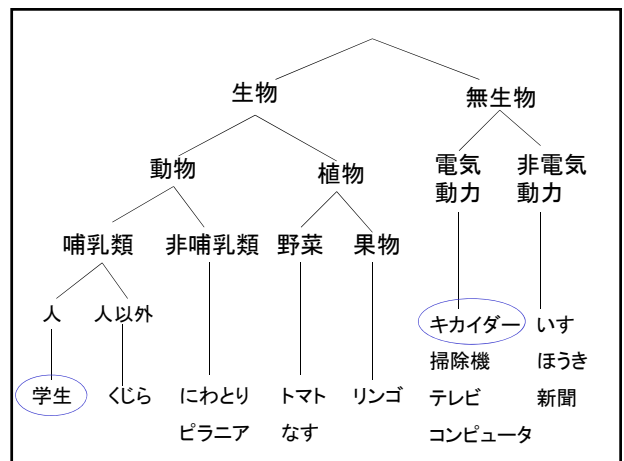 生物
無生物
動物
植物
電気
動力
非電気
動力
哺乳類
非哺乳類
野菜
果物
人
人以外
キカイダー
いす
掃除機
ほうき
学生
くじら
にわとり
トマト
リンゴ
テレビ
新聞
ピラニア
なす
コンピュータ